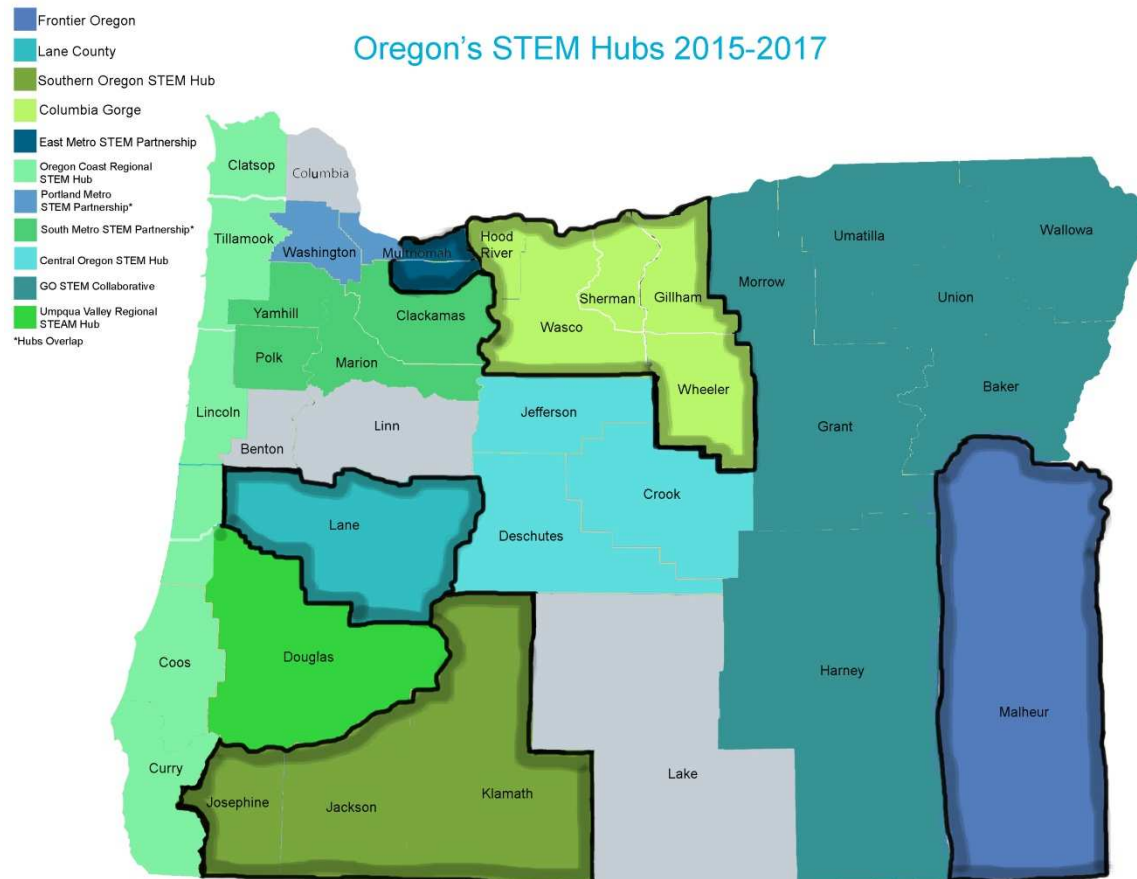 Oregon's STEM Hubs 2015-2017
Frontier Oregon
Lane County
Southern Oregon STEM Hub
Columbia Gorge
East Metro STEM Partnership
Oregon Coast Regional
STEM Hub
Portland Metro
STEM Partnership*
South Metro STEM Partnership*
Central Oregon STEM Hub
GO STEM Collaborative
Umpqua Valley Regional
STEAM Hub
*Hubs Overlap
Clatsop
Columbia
Tillamook
Washington
Multnomah
Hood
River
Umatilla
Wallowa
Morrow
Union
Sherman
Gillham
Yamhill
Clackamas
Wasco
Polk
Marion
Wheeler
Baker
Lincoln
Jefferson
Linn
Grant
Benton
Crook
Lane
Deschutes
Coos
Douglas
Harney
Malheur
Curry
Lake
Josephine
Jackson
Klamath